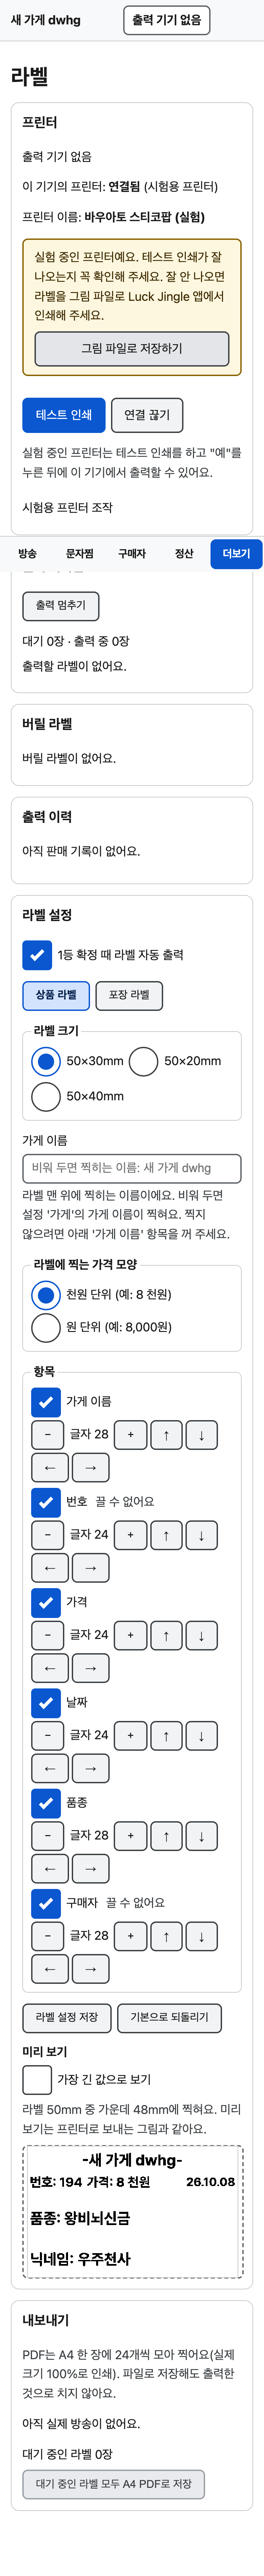 새 가게 dwhg
출력 기기 없음
라벨
프린터
출력 기기 없음
이 기기의 프린터: 연결됨 (시험용 프린터)
프린터 이름: 바우아토 스티코팝 (실험)
실험 중인 프린터예요. 테스트 인쇄가 잘
나오는지 꼭 확인해 주세요. 잘 안 나오면
라벨을 그림 파일로 Luck Jingle 앱에서
인쇄해 주세요.
그림 파일로 저장하기
테스트 인쇄 연결 끊기
실험 중인 프린터는 테스트 인쇄를 하고 "예"를
누른 뒤에 이 기기에서 출력할 수 있어요.
시험용 프린터 조작
방송 문자찜 구매자 정산 더보기
출력 멈추기
대기 0장 · 출력 중 0장
출력할 라벨이 없어요.
버릴 라벨
버릴 라벨이 없어요.
출력 이력
아직 판매 기록이 없어요.
라벨 설정
1등 확정 때 라벨 자동 출력
상품 라벨 포장 라벨
라벨 크기
50×30mm 50×20mm
50×40mm
가게 이름
비워 두면 찍히는 이름: 새 가게 dwhg
라벨 맨 위에 찍히는 이름이에요. 비워 두면
설정 '가게'의 가게 이름이 찍혀요. 찍지
않으려면 아래 '가게 이름' 항목을 꺼 주세요.
라벨에 찍는 가격 모양
천원 단위 (예: 8 천원)
원 단위 (예: 8,000원)
항목
가게 이름
− 글자 28 + ↑ ↓
← →
번호 끌 수 없어요
− 글자 24 + ↑ ↓
← →
가격
− 글자 24 + ↑ ↓
← →
날짜
− 글자 24 + ↑ ↓
← →
품종
− 글자 28 + ↑ ↓
← →
구매자 끌 수 없어요
− 글자 28 + ↑ ↓
← →
라벨 설정 저장 기본으로 되돌리기
미리 보기
가장 긴 값으로 보기
라벨 50mm 중 가운데 48mm에 찍혀요. 미리
보기는 프린터로 보내는 그림과 같아요.
-새 가게 dwhg-
번호: 194 가격: 8 천원 26.10.08
품종: 왕비뇌신금
닉네임: 우주천사
내보내기
PDF는 A4 한 장에 24개씩 모아 찍어요(실제
크기 100%로 인쇄). 파일로 저장해도 출력한
것으로 치지 않아요.
아직 실제 방송이 없어요.
대기 중인 라벨 0장
대기 중인 라벨 모두 A4 PDF로 저장